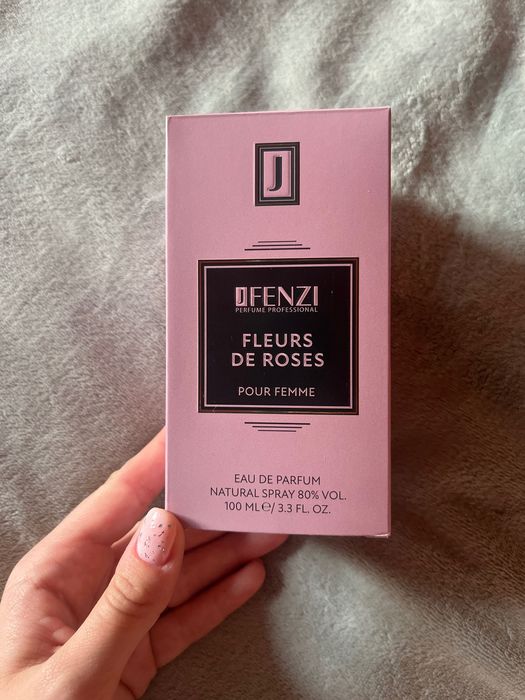 J
JFENZI
PERFUME PROFESSIONAL
FLEURS
DE ROSES
POUR FEMME
EAU DE PARFUM
NATURAL SPRAY 80% VOL.
100 ML℮/ 3.3 FL. OZ.